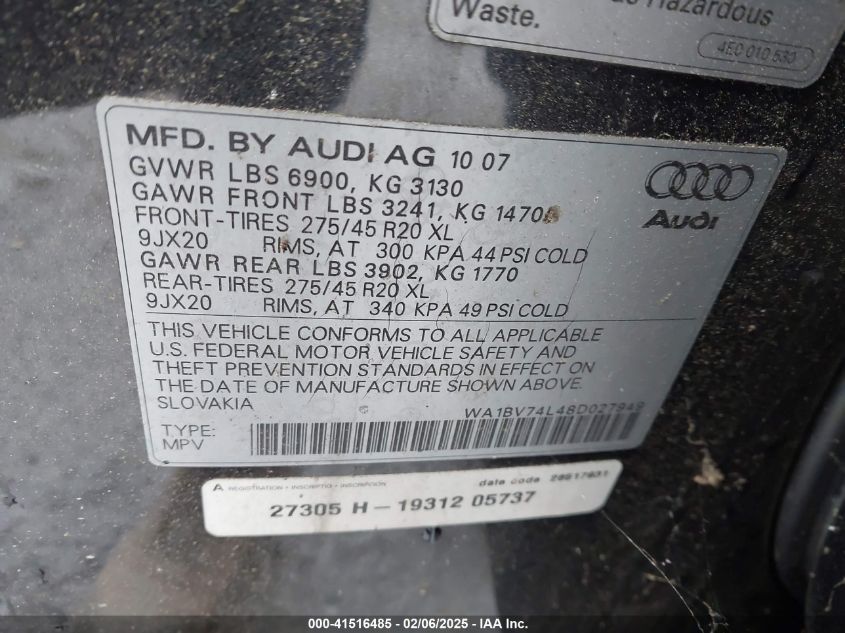 Hazardous
Waste.
4E0 010 530
MFD. BY AUDI AG 10 07
GVWR LBS 6900, KG 3130
GAWR FRONT LBS 3241, KG 1470
FRONT-TIRES 275/45 R20 XL
9JX20 RIMS, AT 300 KPA 44 PSI COLD
GAWR REAR LBS 3902, KG 1770
REAR-TIRES 275/45 R20 XL
9JX20 RIMS, AT 340 KPA 49 PSI COLD
Audi
THIS VEHICLE CONFORMS TO ALL APPLICABLE
U.S. FEDERAL MOTOR VEHICLE SAFETY AND
THEFT PREVENTION STANDARDS IN EFFECT ON
THE DATE OF MANUFACTURE SHOWN ABOVE.
SLOVAKIA WA1BV74L48D027949
TYPE:
MPV
A REGISTRATION - INSCRIPTIO - INSCRIPCIÓN date code
27305 H - 19312 05737
000-41516485 - 02/06/2025 - IAA Inc.